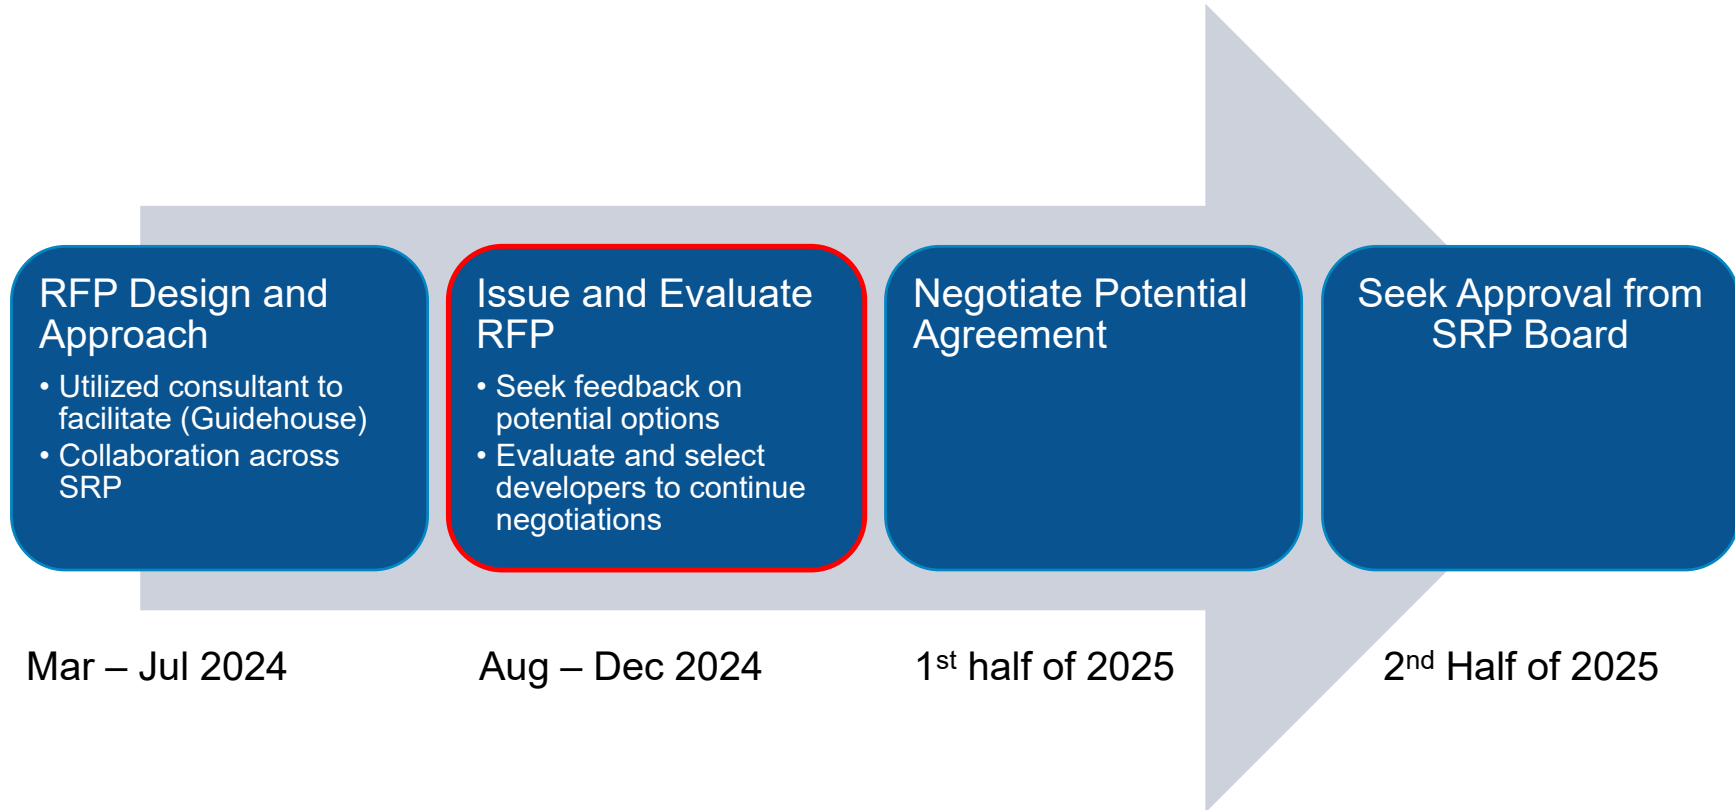 RFP Design and
Approach
• Utilized consultant to
facilitate (Guidehouse)
• Collaboration across
SRP
Issue and Evaluate
RFP
• Seek feedback on
potential options
• Evaluate and select
developers to continue
negotiations
Negotiate Potential
Agreement
Seek Approval from
SRP Board
Mar – Jul 2024
Aug – Dec 2024
1st half of 2025
2nd Half of 2025